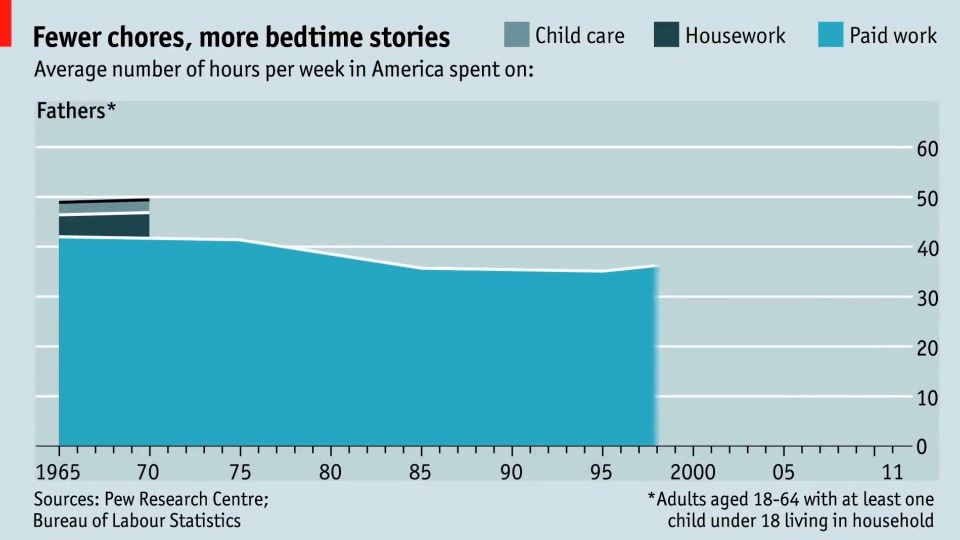 Fewer chores, more bedtime stories
Child care
Housework
Paid work
Average number of hours per week in America spent on:
Fathers*
60
50
40
30
20
10
0
1965 70 75 80 85 90 95 2000 05 11
Sources: Pew Research Centre;
Bureau of Labour Statistics
*Adults aged 18-64 with at least one
child under 18 living in household